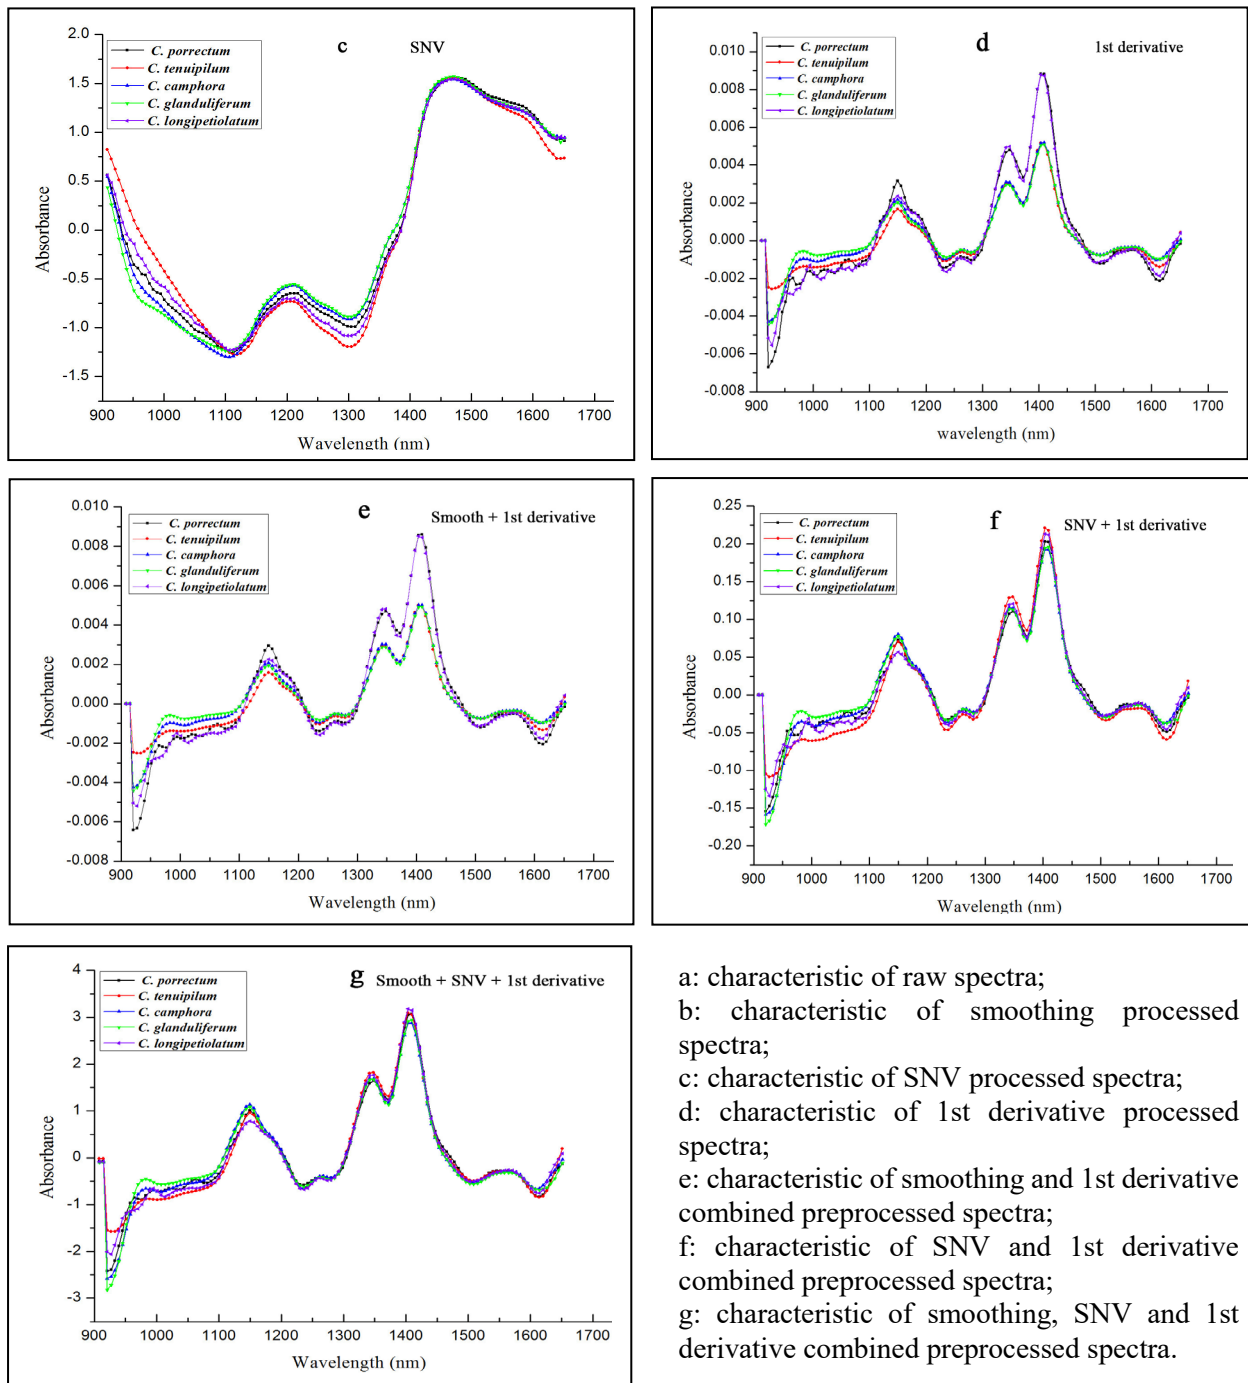 c
SNV
C. porrectum
C. tenuipilum
C. camphora
C. glanduliferum
C. longipetiolatum
2.0
1.5
1.0
0.5
0.0
-0.5
-1.0
-1.5
Absorbance
900 1000 1100 1200 1300 1400 1500 1600 1700
Wavelength (nm)
d
1st derivative
C. porrectum
C. tenuipilum
C. camphora
C. glanduliferum
C. longipetiolatum
0.010
0.008
0.006
0.004
0.002
0.000
-0.002
-0.004
-0.006
-0.008
Absorbance
900 1000 1100 1200 1300 1400 1500 1600 1700
wavelength (nm)
e
Smooth + 1st derivative
C. porrectum
C. tenuipilum
C. camphora
C. glanduliferum
C. longipetiolatum
0.010
0.008
0.006
0.004
0.002
0.000
-0.002
-0.004
-0.006
-0.008
Absorbance
900 1000 1100 1200 1300 1400 1500 1600 1700
Wavelength (nm)
f
SNV + 1st derivative
C. porrectum
C. tenuipilum
C. camphora
C. glanduliferum
C. longipetiolatum
0.25
0.20
0.15
0.10
0.05
0.00
-0.05
-0.10
-0.15
-0.20
Absorbance
900 1000 1100 1200 1300 1400 1500 1600 1700
Wavelength (nm)
g
Smooth + SNV + 1st derivative
C. porrectum
C. tenuipilum
C. camphora
C. glanduliferum
C. longipetiolatum
4
3
2
1
0
-1
-2
-3
Absorbance
900 1000 1100 1200 1300 1400 1500 1600 1700
Wavelength (nm)
a: characteristic of raw spectra;
b: characteristic of smoothing processed
spectra;
c: characteristic of SNV processed spectra;
d: characteristic of 1st derivative processed
spectra;
e: characteristic of smoothing and 1st derivative
combined preprocessed spectra;
f: characteristic of SNV and 1st derivative
combined preprocessed spectra;
g: characteristic of smoothing, SNV and 1st
derivative combined preprocessed spectra.